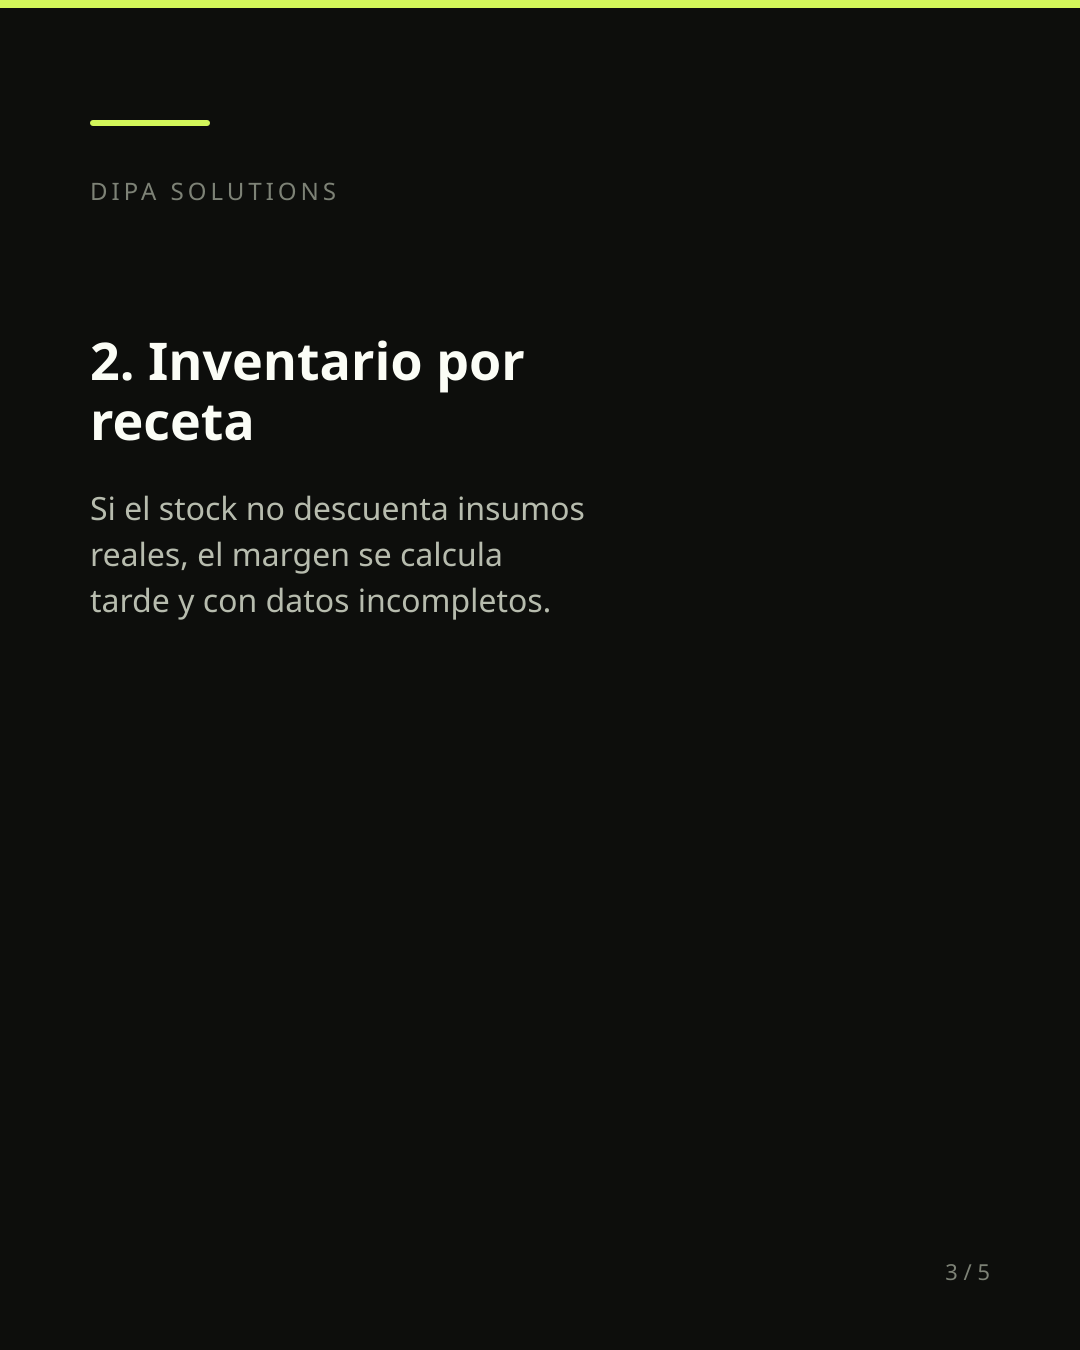 DIPA SOLUTIONS
2. Inventario por
receta
Si el stock no descuenta insumos
reales, el margen se calcula
tarde y con datos incompletos.
3 / 5